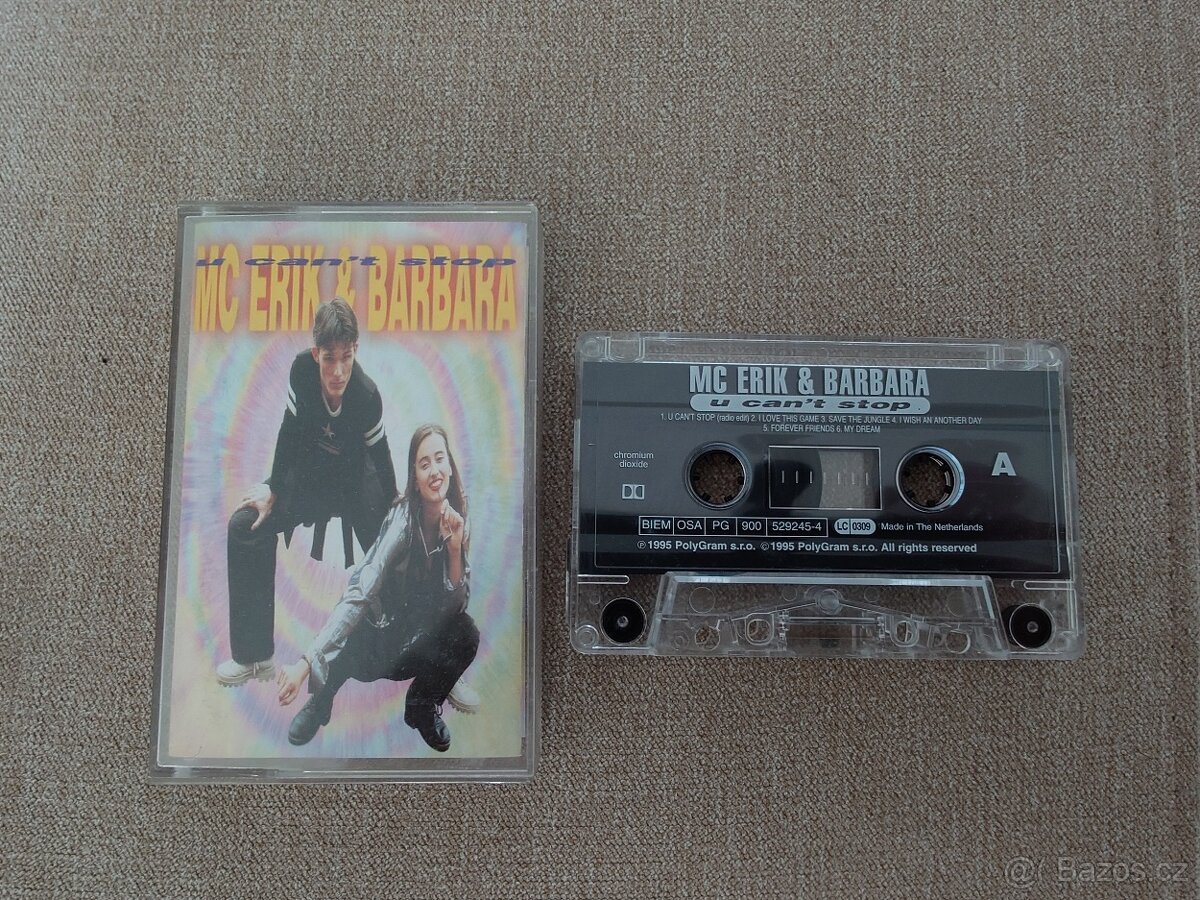 u can't stop
MC ERIK & BARBARA
MC ERIK & BARBARA
u can't stop
1. U CAN'T STOP (radio edit) 2. I LOVE THIS GAME 3. SAVE THE JUNGLE 4. I WISH AN ANOTHER DAY
5. FOREVER FRIENDS 6. MY DREAM
chromium
dioxide
A
BIEM OSA PG 900 529245-4 LC 0309 Made in The Netherlands
℗ 1995 PolyGram s.r.o. © 1995 PolyGram s.r.o. All rights reserved
@ Bazos.cz